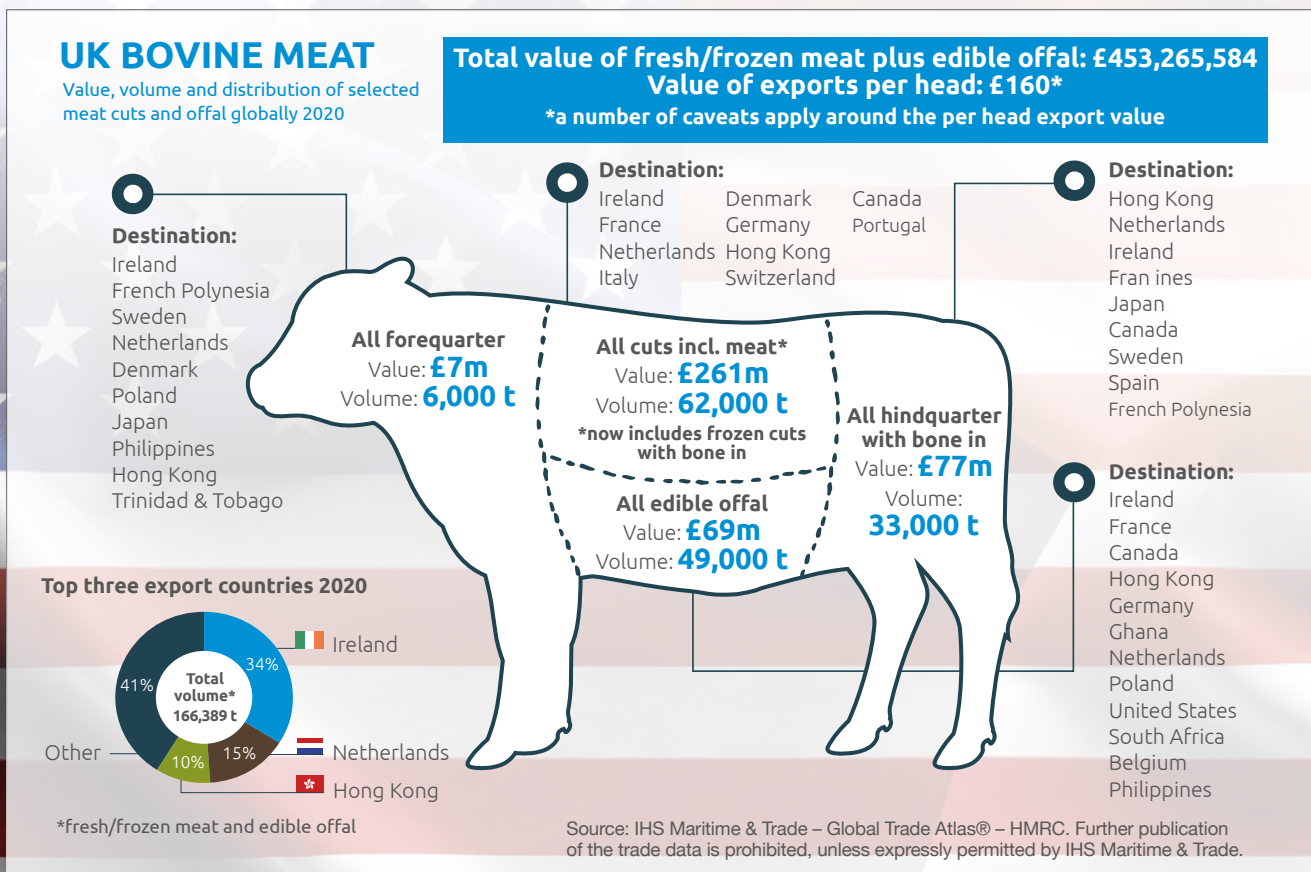 UK BOVINE MEAT
Value, volume and distribution of selected
meat cuts and offal globally 2020
Total value of fresh/frozen meat plus edible offal: £453,265,584
Value of exports per head: £160*
*a number of caveats apply around the per head export value
Destination:
Ireland
French Polynesia
Sweden
Netherlands
Denmark
Poland
Japan
Philippines
Hong Kong
Trinidad & Tobago
Destination:
Ireland
France
Netherlands
Italy
Denmark
Germany
Hong Kong
Switzerland
Canada
Portugal
Destination:
Hong Kong
Netherlands
Ireland
Fran ines
Japan
Canada
Sweden
Spain
French Polynesia
All forequarter
Value: £7m
Volume: 6,000 t
All cuts incl. meat*
Value: £261m
Volume: 62,000 t
*now includes frozen cuts
with bone in
All hindquarter
with bone in
Value: £77m
Volume:
33,000 t
All edible offal
Value: £69m
Volume: 49,000 t
Destination:
Ireland
France
Canada
Hong Kong
Germany
Ghana
Netherlands
Poland
United States
South Africa
Belgium
Philippines
Top three export countries 2020
34%
Ireland
41%
Total
volume*
166,389 t
Other
10%
15%
Netherlands
Hong Kong
*fresh/frozen meat and edible offal
Source: IHS Maritime & Trade – Global Trade Atlas® – HMRC. Further publication
of the trade data is prohibited, unless expressly permitted by IHS Maritime & Trade.